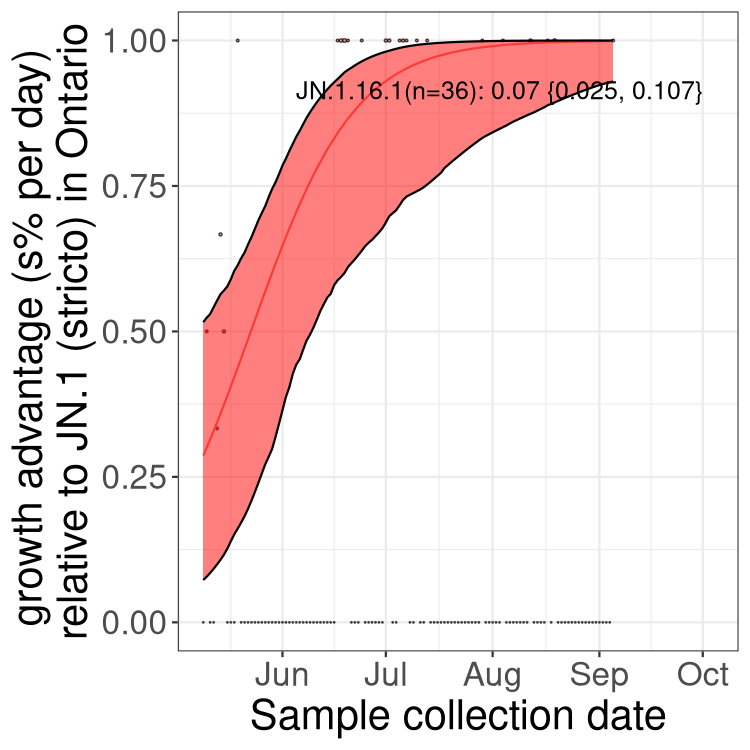 growth advantage (s% per day)
relative to JN.1 (stricto) in Ontario
1.00
0.75
0.50
0.25
0.00
JN.1.16.1(n=36): 0.07 {0.025, 0.107}
Jun Jul Aug Sep Oct
Sample collection date